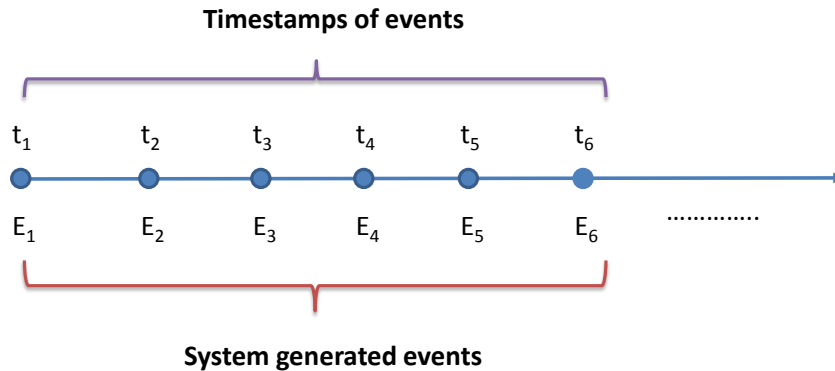 Timestamps of events
t₁ t₂ t₃ t₄ t₅ t₆
E₁ E₂ E₃ E₄ E₅ E₆ …………..
System generated events